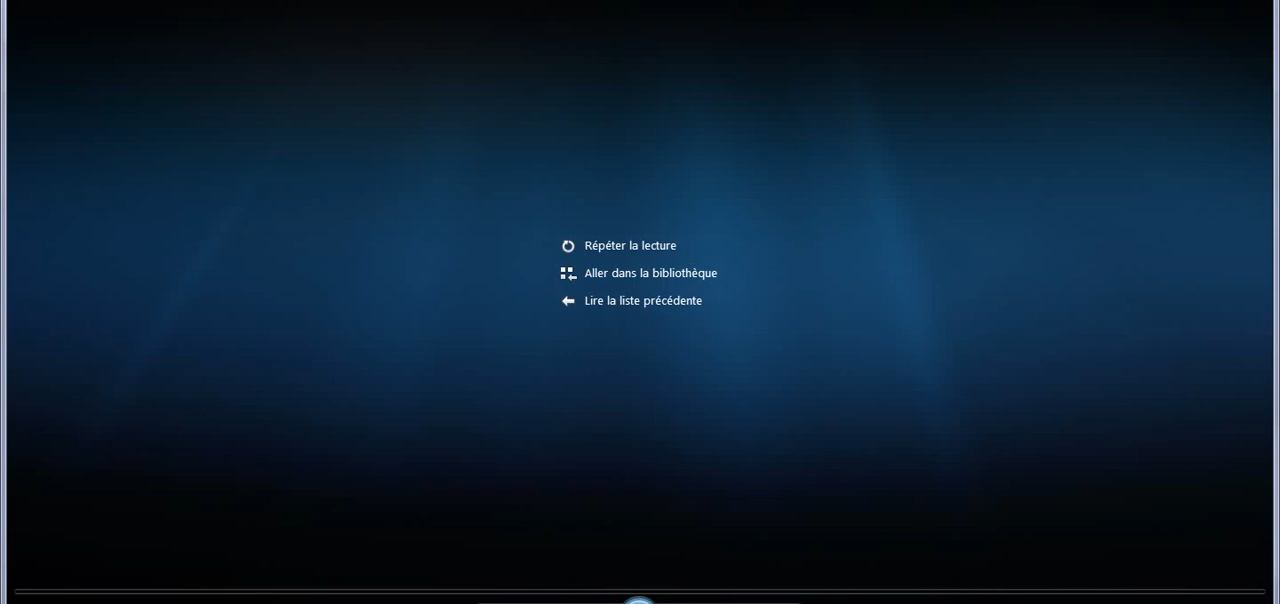 Répéter la lecture
Aller dans la bibliothèque
Lire la liste précédente